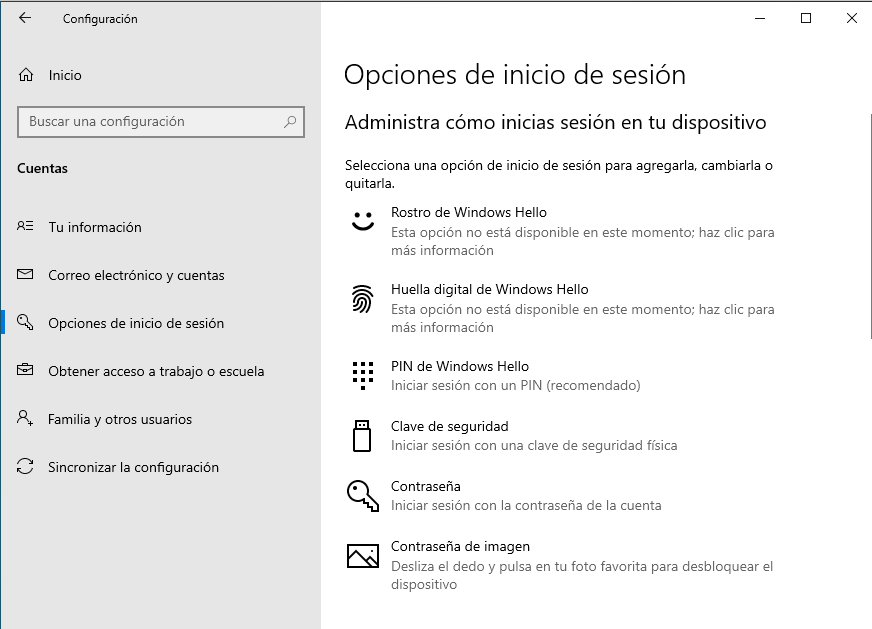 Configuración
Inicio
Buscar una configuración
Cuentas
Tu información
Correo electrónico y cuentas
Opciones de inicio de sesión
Obtener acceso a trabajo o escuela
Familia y otros usuarios
Sincronizar la configuración
Opciones de inicio de sesión
Administra cómo inicias sesión en tu dispositivo
Selecciona una opción de inicio de sesión para agregarla, cambiarla o
quitarla.
Rostro de Windows Hello
Esta opción no está disponible en este momento; haz clic para
más información
Huella digital de Windows Hello
Esta opción no está disponible en este momento; haz clic para
más información
PIN de Windows Hello
Iniciar sesión con un PIN (recomendado)
Clave de seguridad
Iniciar sesión con una clave de seguridad física
Contraseña
Iniciar sesión con la contraseña de la cuenta
Contraseña de imagen
Desliza el dedo y pulsa en tu foto favorita para desbloquear el
dispositivo